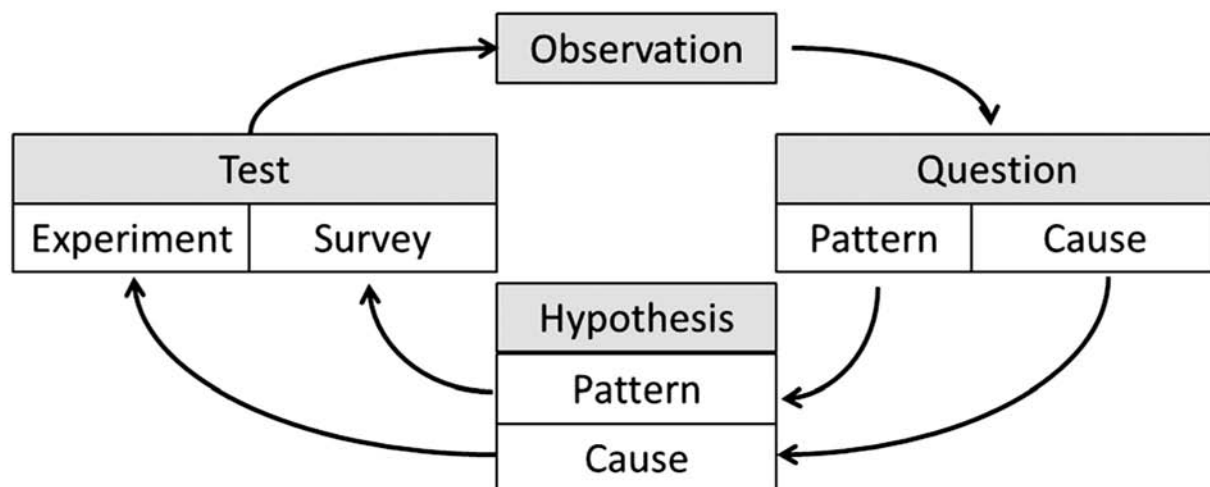 Observation
Test
Experiment
Survey
Question
Pattern
Cause
Hypothesis
Pattern
Cause